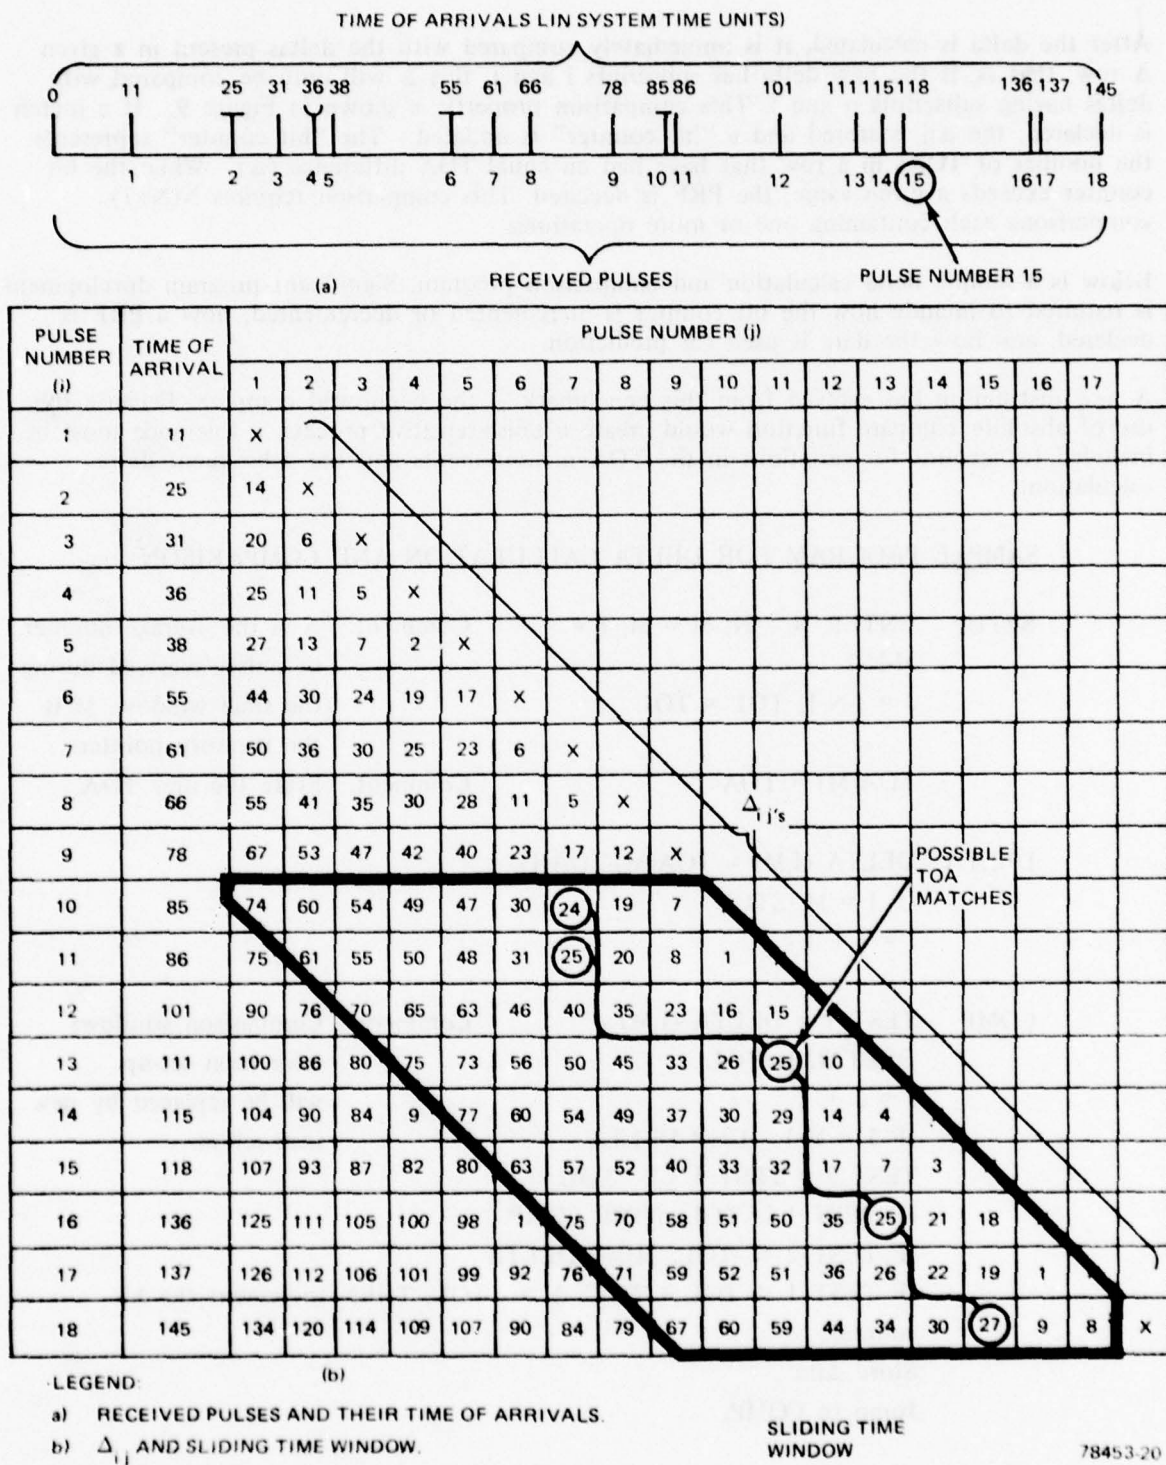 TIME OF ARRIVALS LIN SYSTEM TIME UNITS)
0 11 25 31 36 38 55 61 66 78 85 86 101 111 115 118 136 137 145
1 2 3 4 5 6 7 8 9 10 11 12 13 14 15 16 17 18
RECEIVED PULSES
PULSE NUMBER 15
(a)
PULSE NUMBER (i) TIME OF ARRIVAL PULSE NUMBER (j)
1 2 3 4 5 6 7 8 9 10 11 12 13 14 15 16 17
1 11 X
2 25 14 X
3 31 20 6 X
4 36 25 11 5 X
5 38 27 13 7 2 X
6 55 44 30 24 19 17 X
7 61 50 36 30 25 23 6 X
8 66 55 41 35 30 28 11 5 X
Δij's
9 78 67 53 47 42 40 23 17 12 X
POSSIBLE
TOA
MATCHES
10 85 74 60 54 49 47 30 24 19 7
11 86 75 61 55 50 48 31 25 20 8 1
12 101 90 76 70 65 63 46 40 35 23 16 15
13 111 100 86 80 75 73 56 50 45 33 26 25 10
14 115 104 90 84 9 77 60 54 49 37 30 29 14 4
15 118 107 93 87 82 80 63 57 52 40 33 32 17 7 3
16 136 125 111 105 100 98 1 75 70 58 51 50 35 25 21 18
17 137 126 112 106 101 99 92 76 71 59 52 51 36 26 22 19 1
18 145 134 120 114 109 107 90 84 79 67 60 59 44 34 30 27 9 8 X
(b)
LEGEND:
a) RECEIVED PULSES AND THEIR TIME OF ARRIVALS.
b) Δij AND SLIDING TIME WINDOW.
SLIDING TIME
WINDOW
78453-20